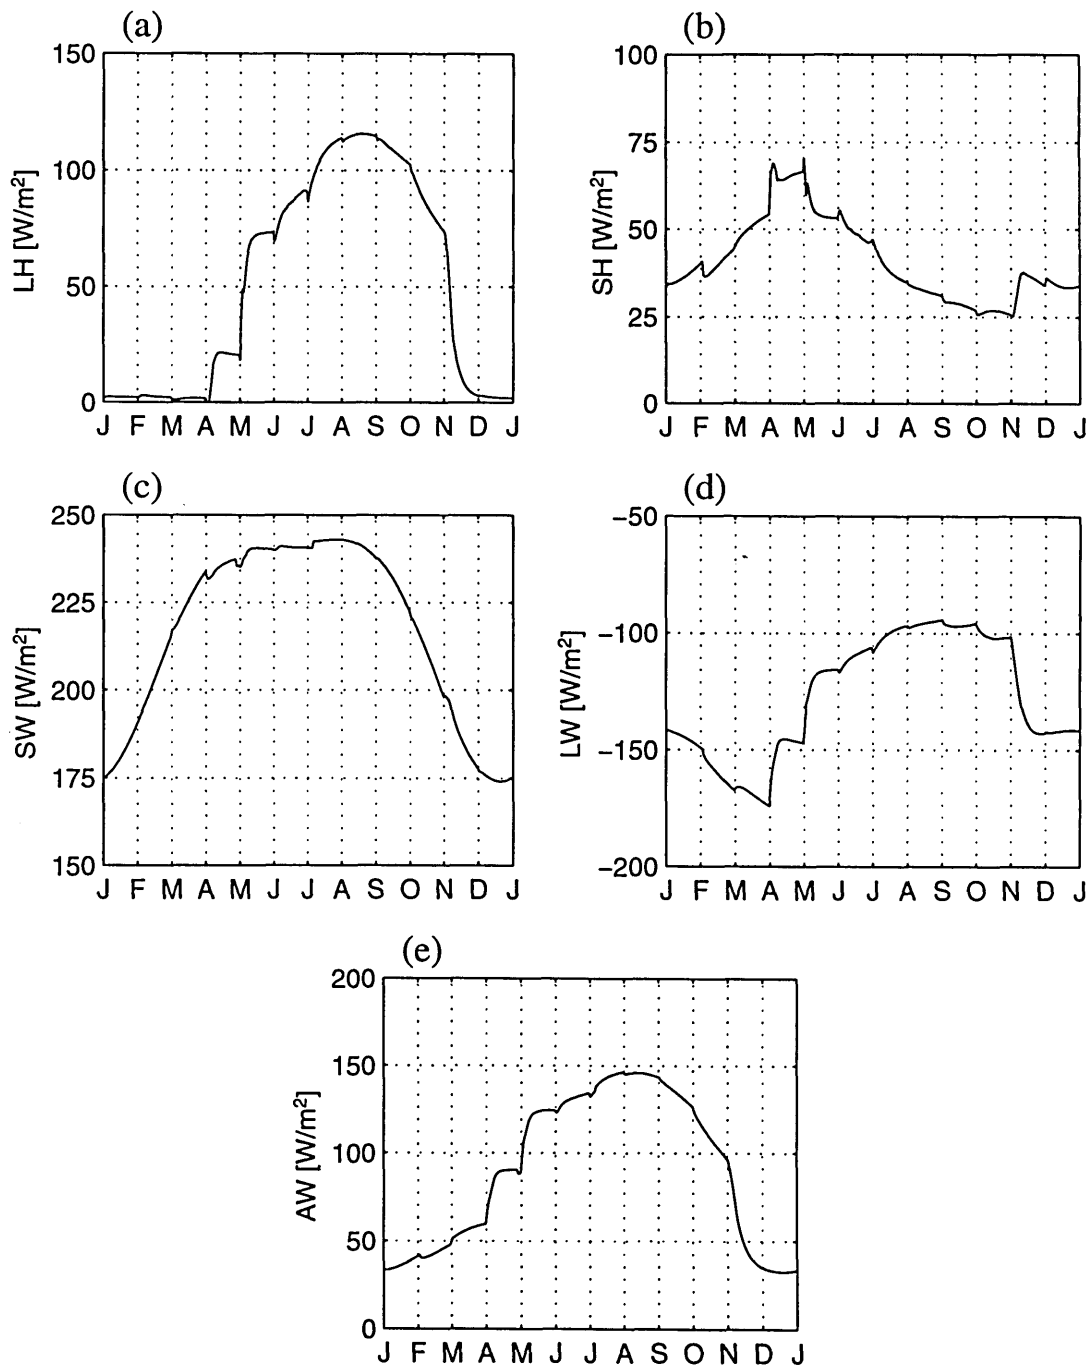 (a)
150
100
50
0
LH [W/m²]
J F M A M J J A S O N D J
(b)
100
75
50
25
0
SH [W/m²]
J F M A M J J A S O N D J
(c)
250
225
200
175
150
SW [W/m²]
J F M A M J J A S O N D J
(d)
−50
−100
−150
−200
LW [W/m²]
J F M A M J J A S O N D J
(e)
200
150
100
50
0
AW [W/m²]
J F M A M J J A S O N D J